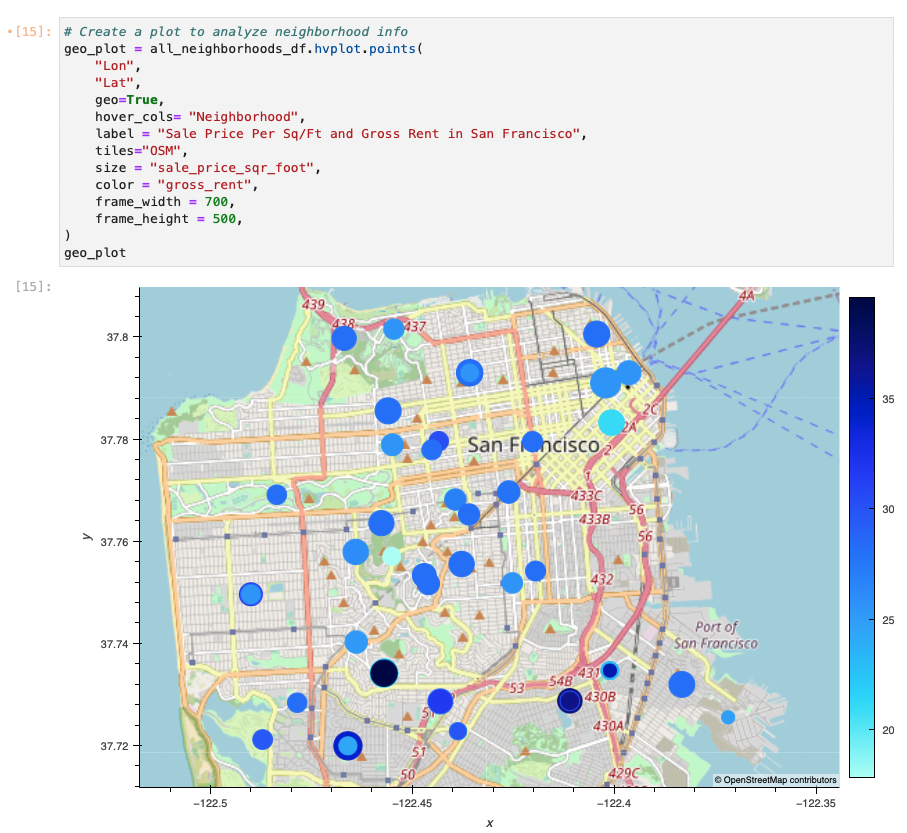 [15]:
# Create a plot to analyze neighborhood info
geo_plot = all_neighborhoods_df.hvplot.points(
"Lon",
"Lat",
geo=True,
hover_cols= "Neighborhood",
label = "Sale Price Per Sq/Ft and Gross Rent in San Francisco",
tiles="OSM",
size = "sale_price_sqr_foot",
color = "gross_rent",
frame_width = 700,
frame_height = 500,
)
geo_plot
[15]:
4A
439
438
437
37.8
35
2C
2A
37.78
San Francisco
2
1
433C
56
433B
56
y
37.76
30
432
Port of
San Francisco
37.74
25
431
54B
53
430B
51
430A
37.72
51
50
429C
20
© OpenStreetMap contributors
−122.5
−122.45
−122.4
−122.35
x